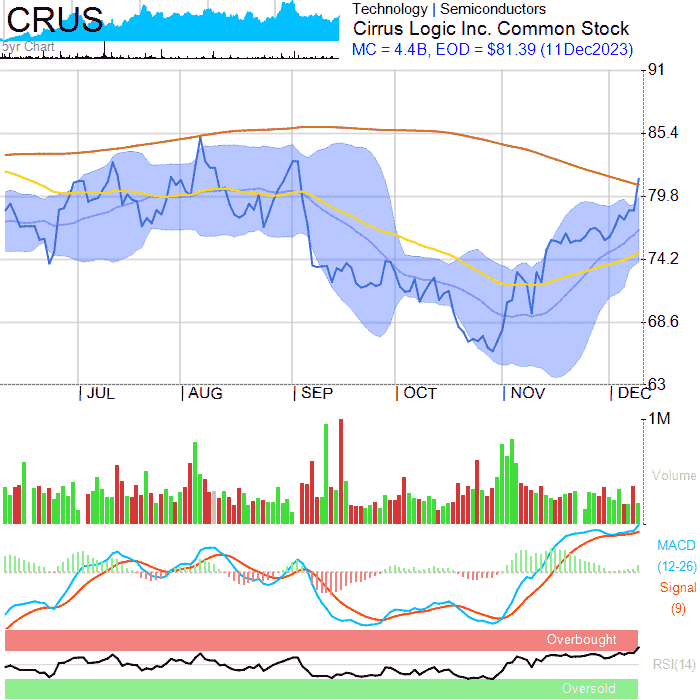 CRUS
5yr Chart
Technology | Semiconductors
Cirrus Logic Inc. Common Stock
MC = 4.4B, EOD = $81.39 (11Dec2023)
91
85.4
79.8
74.2
68.6
63
JUL AUG SEP OCT NOV DEC
1M
Volume
MACD
(12-26)
Signal
(9)
Overbought
RSI(14)
Oversold